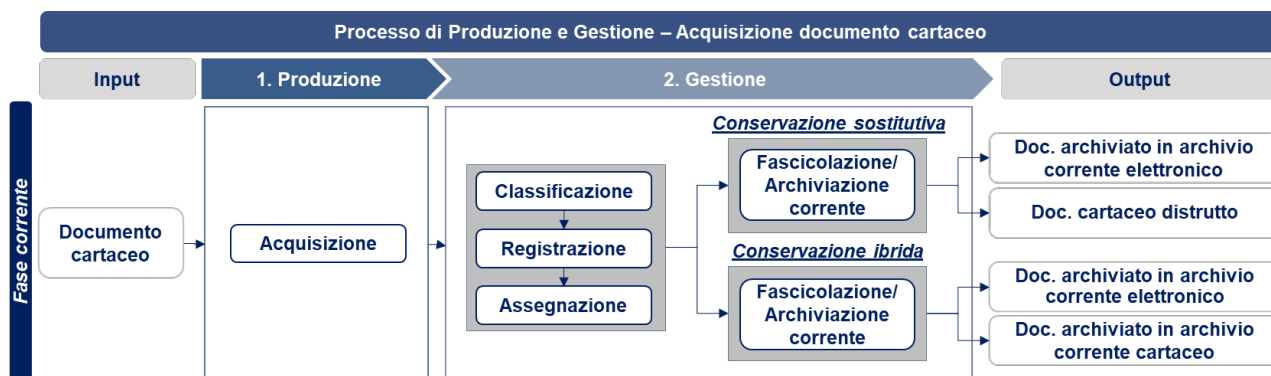 Processo di Produzione e Gestione – Acquisizione documento cartaceo
Input
1. Produzione
2. Gestione
Output
Fase corrente
Documento
cartaceo
Acquisizione
Classificazione
Registrazione
Assegnazione
Conservazione sostitutiva
Fascicolazione/
Archiviazione
corrente
Conservazione ibrida
Fascicolazione/
Archiviazione
corrente
Doc. archiviato in archivio
corrente elettronico
Doc. cartaceo distrutto
Doc. archiviato in archivio
corrente elettronico
Doc. archiviato in archivio
corrente cartaceo